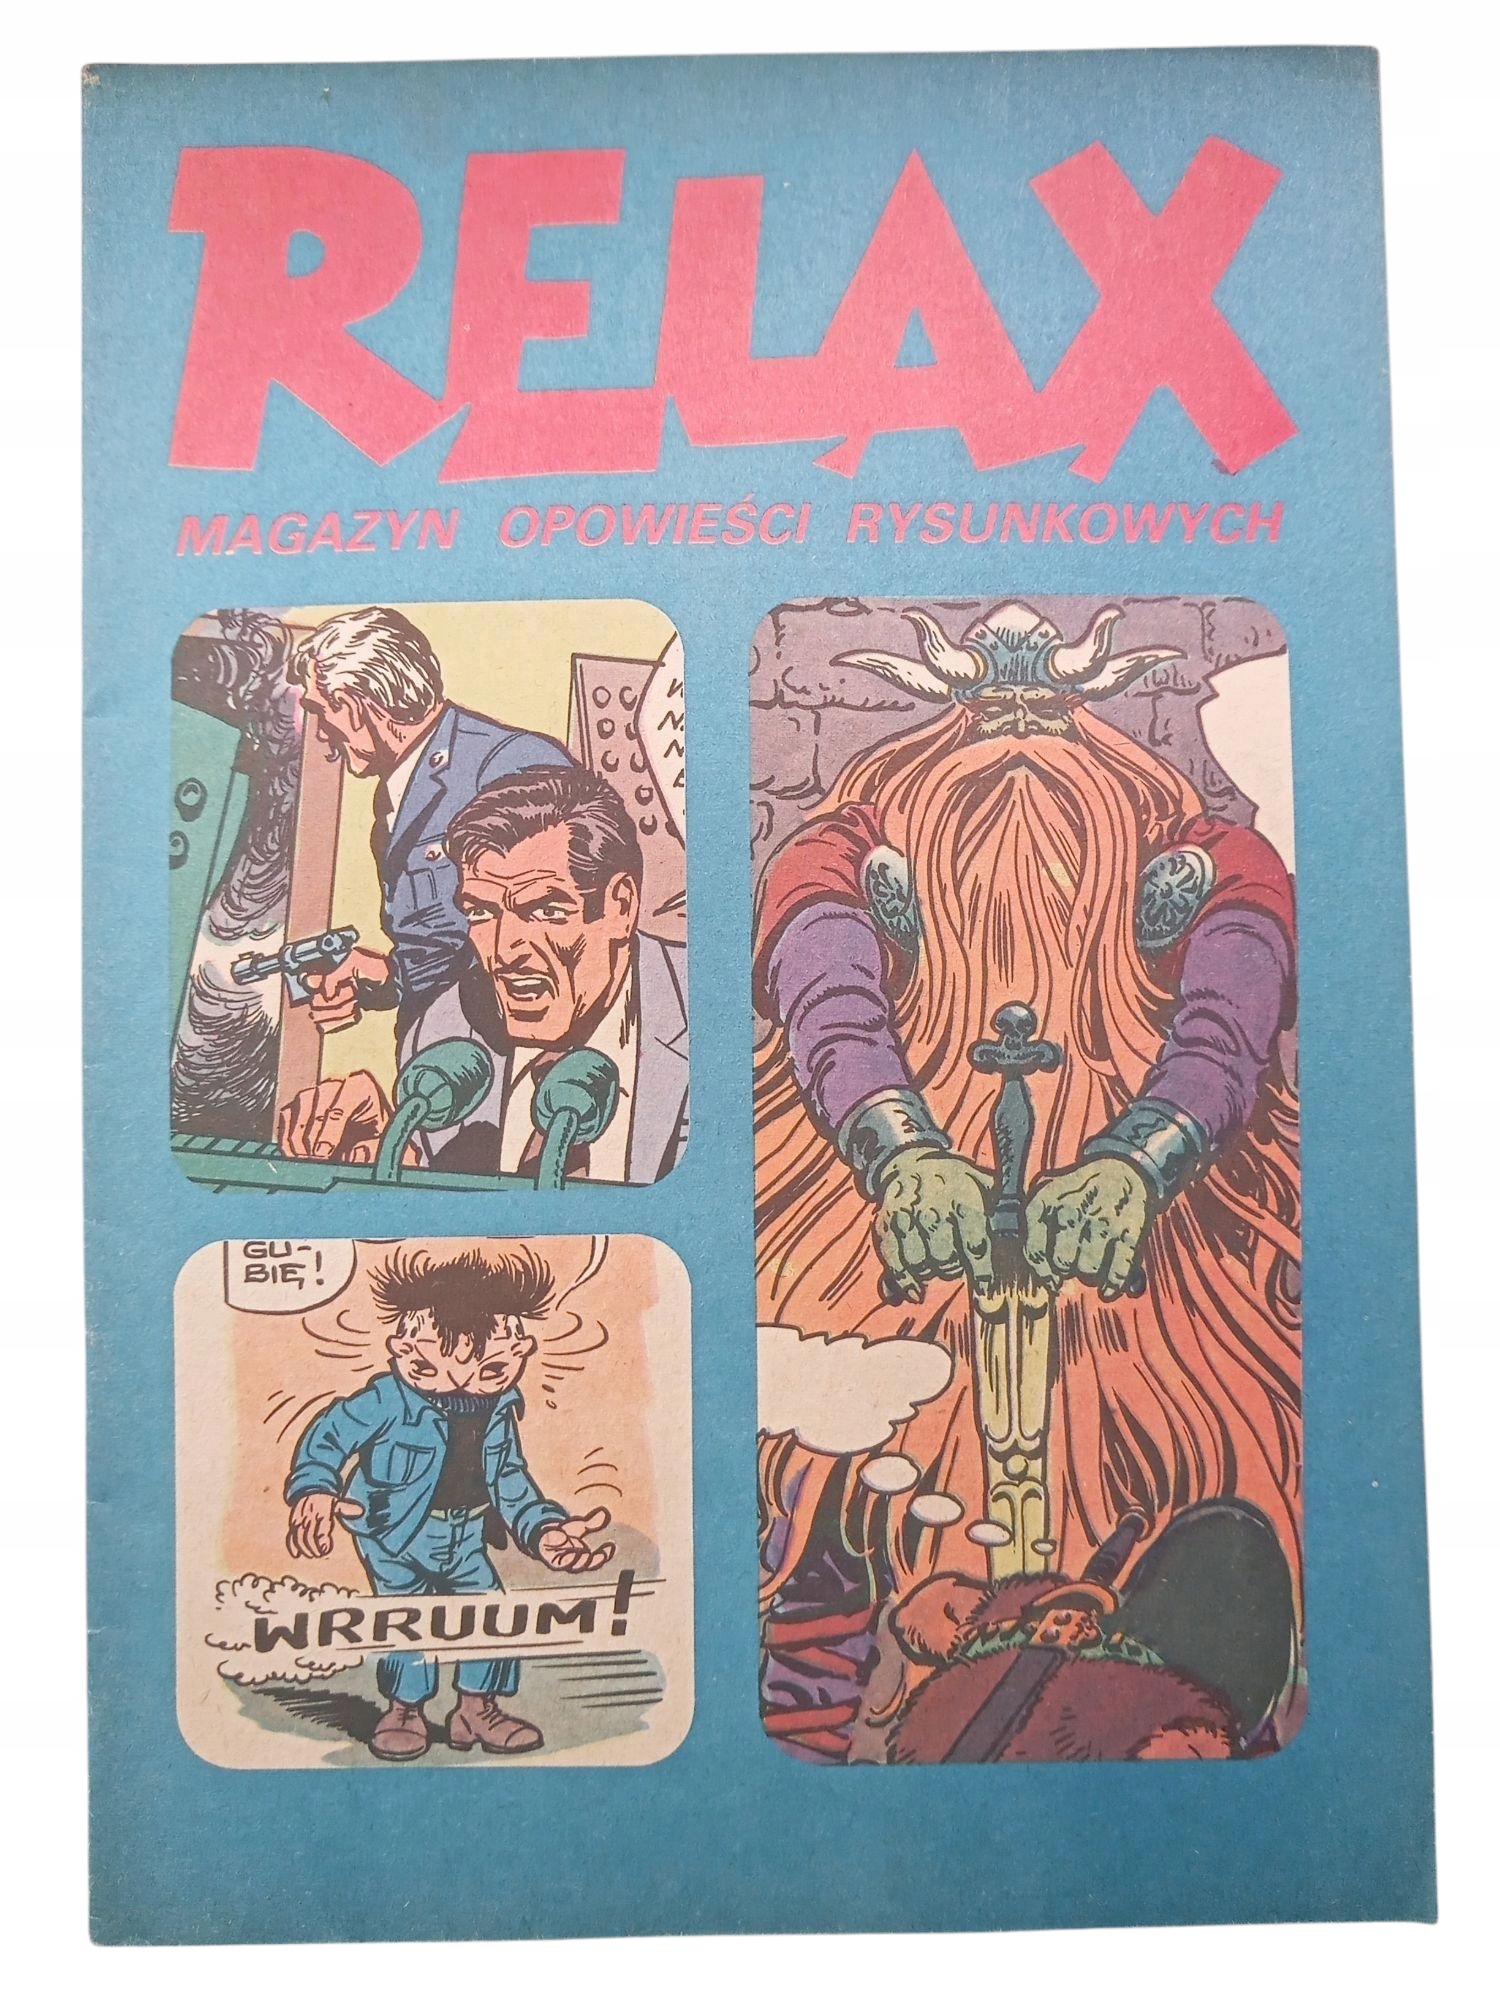 RELAX
MAGAZYN OPOWIEŚCI RYSUNKOWYCH
GU-
BIĘ!
WRRUUM!